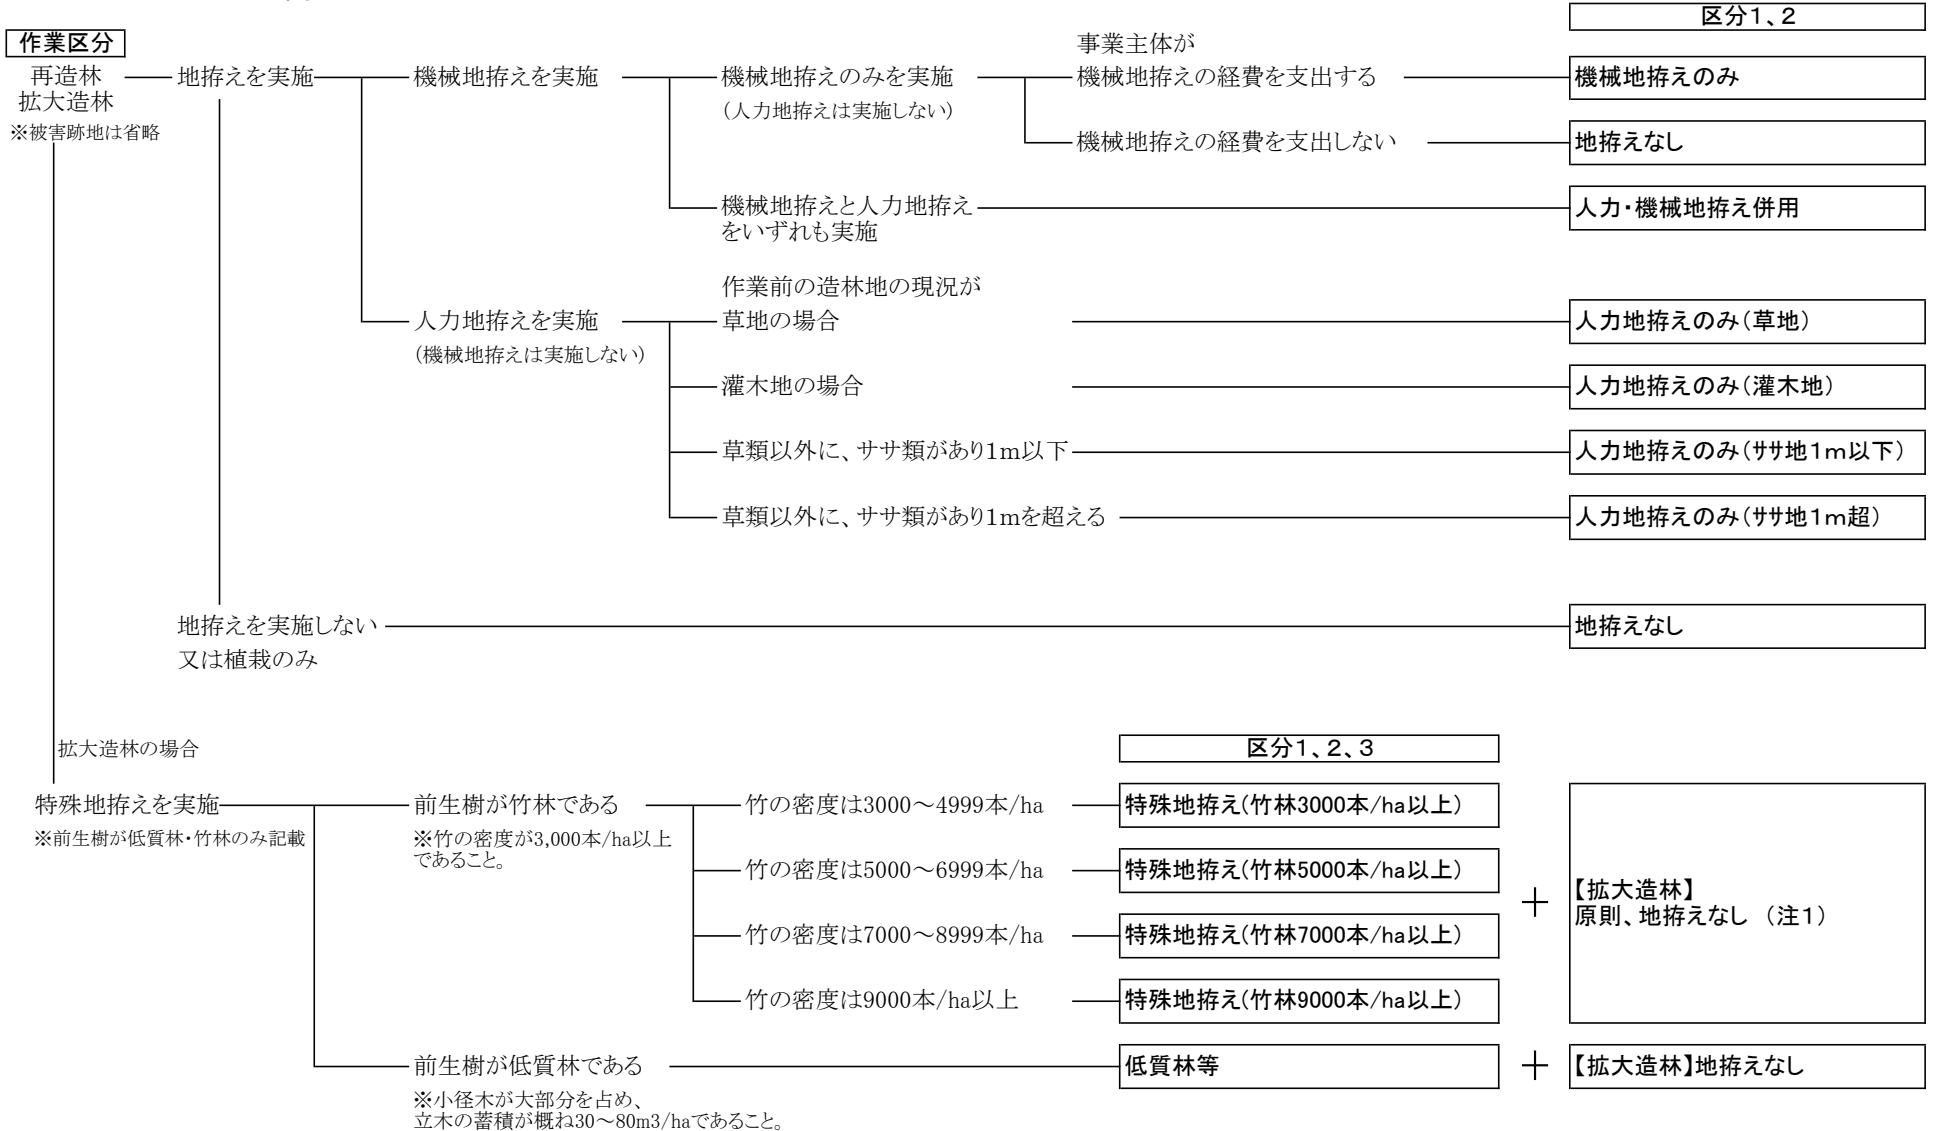 区分1、2
作業区分
事業主体が
再造林
地拵えを実施
機械地拵えを実施
機械地拵えのみを実施
機械地拵えの経費を支出する
機械地拵えのみ
拡大造林
（人力地拵えは実施しない）
※被害跡地は省略
機械地拵えの経費を支出しない
地拵えなし
機械地拵えと人力地拵え
をいずれも実施
人力・機械地拵え併用
作業前の造林地の現況が
人力地拵えを実施
草地の場合
人力地拵えのみ（草地）
（機械地拵えは実施しない）
灌木地の場合
人力地拵えのみ（灌木地）
草類以外に、ササ類があり1m以下
人力地拵えのみ（ササ地1m以下）
草類以外に、ササ類があり1mを超える
人力地拵えのみ（ササ地1m超）
地拵えを実施しない
又は植栽のみ
地拵えなし
拡大造林の場合
区分1、2、3
特殊地拵えを実施
※前生樹が低質林・竹林のみ記載
前生樹が竹林である
※竹の密度が3,000本/ha以上
であること。
竹の密度は3000～4999本/ha
特殊地拵え（竹林3000本/ha以上）
竹の密度は5000～6999本/ha
特殊地拵え（竹林5000本/ha以上）
＋
【拡大造林】
原則、地拵えなし （注1）
竹の密度は7000～8999本/ha
特殊地拵え（竹林7000本/ha以上）
竹の密度は9000本/ha以上
特殊地拵え（竹林9000本/ha以上）
前生樹が低質林である
低質林等
＋
【拡大造林】地拵えなし
※小径木が大部分を占め、
立木の蓄積が概ね30～80m3/haであること。